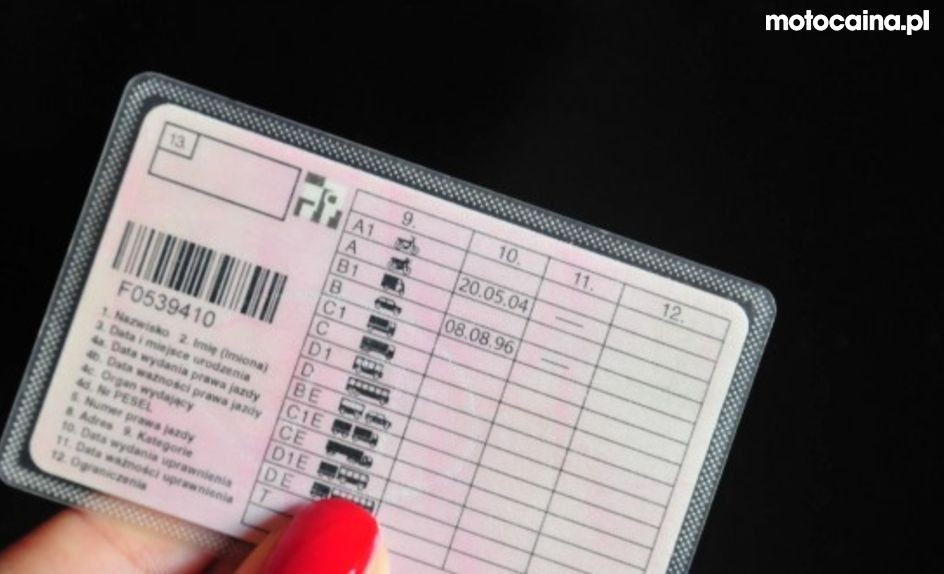 motocaina.pl
13.
9.
10.
11.
12.
A1
A
20.05.04
B1
B
08.08.96
C1
C
D1
D
BE
C1E
CE
D1E
DE
T
F0539410
1. Nazwisko 2. Imię (Imiona)
3. Data i miejsce urodzenia
4a. Data wydania prawa jazdy
4b. Data ważności prawa jazdy
4c. Organ wydający
4d. Nr PESEL
5. Numer prawa jazdy
8. Adres 9. Kategorie
10. Data wydania uprawnienia
11. Data ważności uprawnienia
12. Ograniczenia